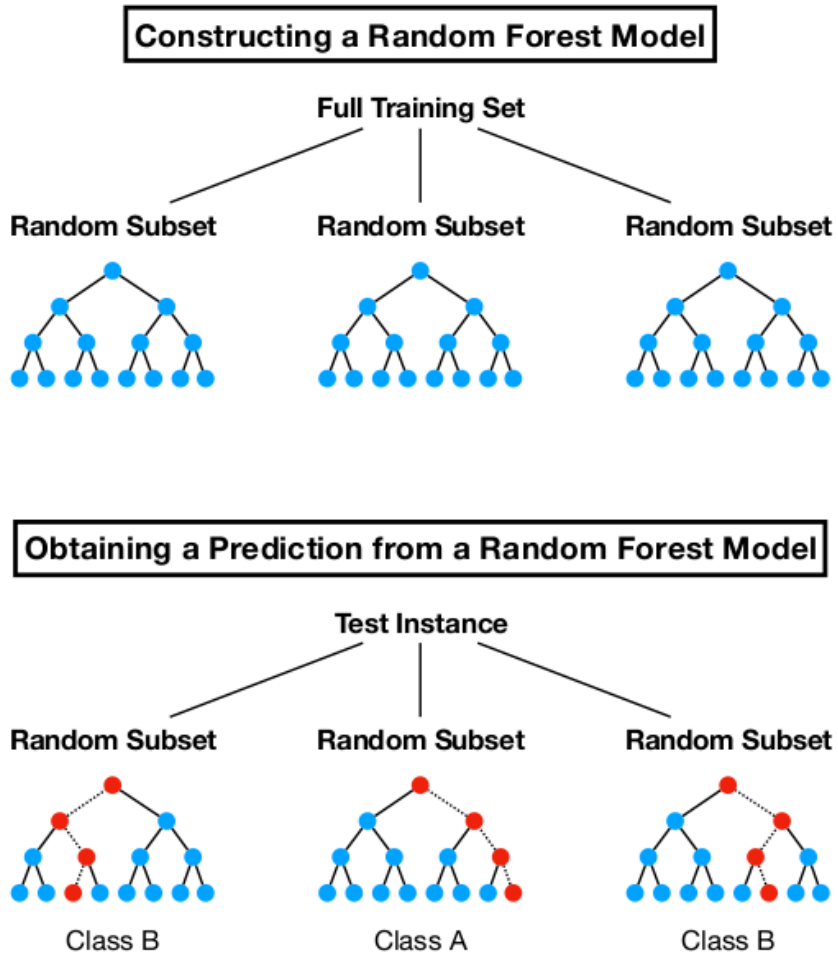 Constructing a Random Forest Model
Full Training Set
Random Subset Random Subset Random Subset
Obtaining a Prediction from a Random Forest Model
Test Instance
Random Subset Random Subset Random Subset
Class B Class A Class B